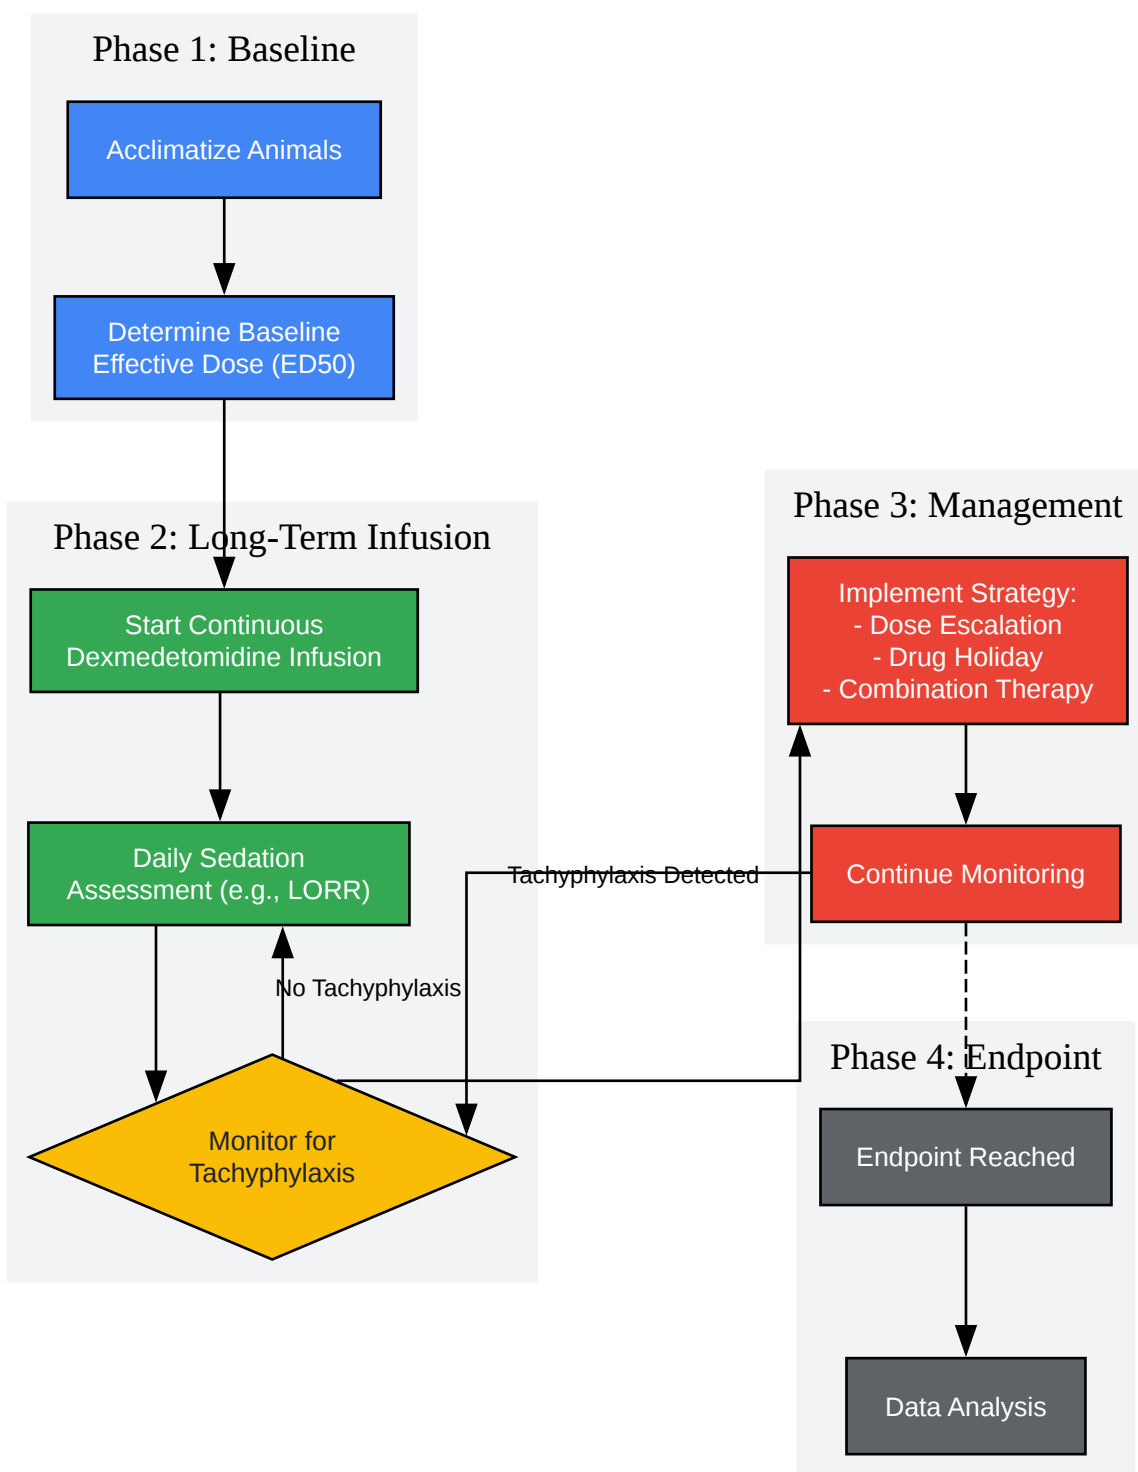 Phase 1: Baseline
Acclimatize Animals
Determine Baseline
Effective Dose (ED50)
Phase 2: Long-Term Infusion
Start Continuous
Dexmedetomidine Infusion
Daily Sedation
Assessment (e.g., LORR)
No Tachyphylaxis
Monitor for
Tachyphylaxis
Tachyphylaxis Detected
Phase 3: Management
Implement Strategy:
- Dose Escalation
- Drug Holiday
- Combination Therapy
Continue Monitoring
Phase 4: Endpoint
Endpoint Reached
Data Analysis